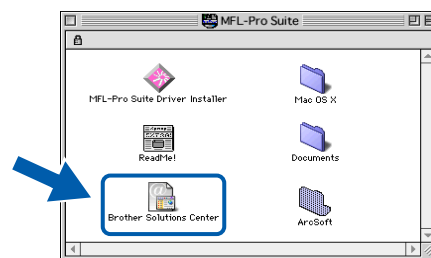 MFL-Pro Suite
MFL-Pro Suite Driver Installer
Mac OS X
ReadMe!
Documents
Brother Solutions Center
ArcSoft